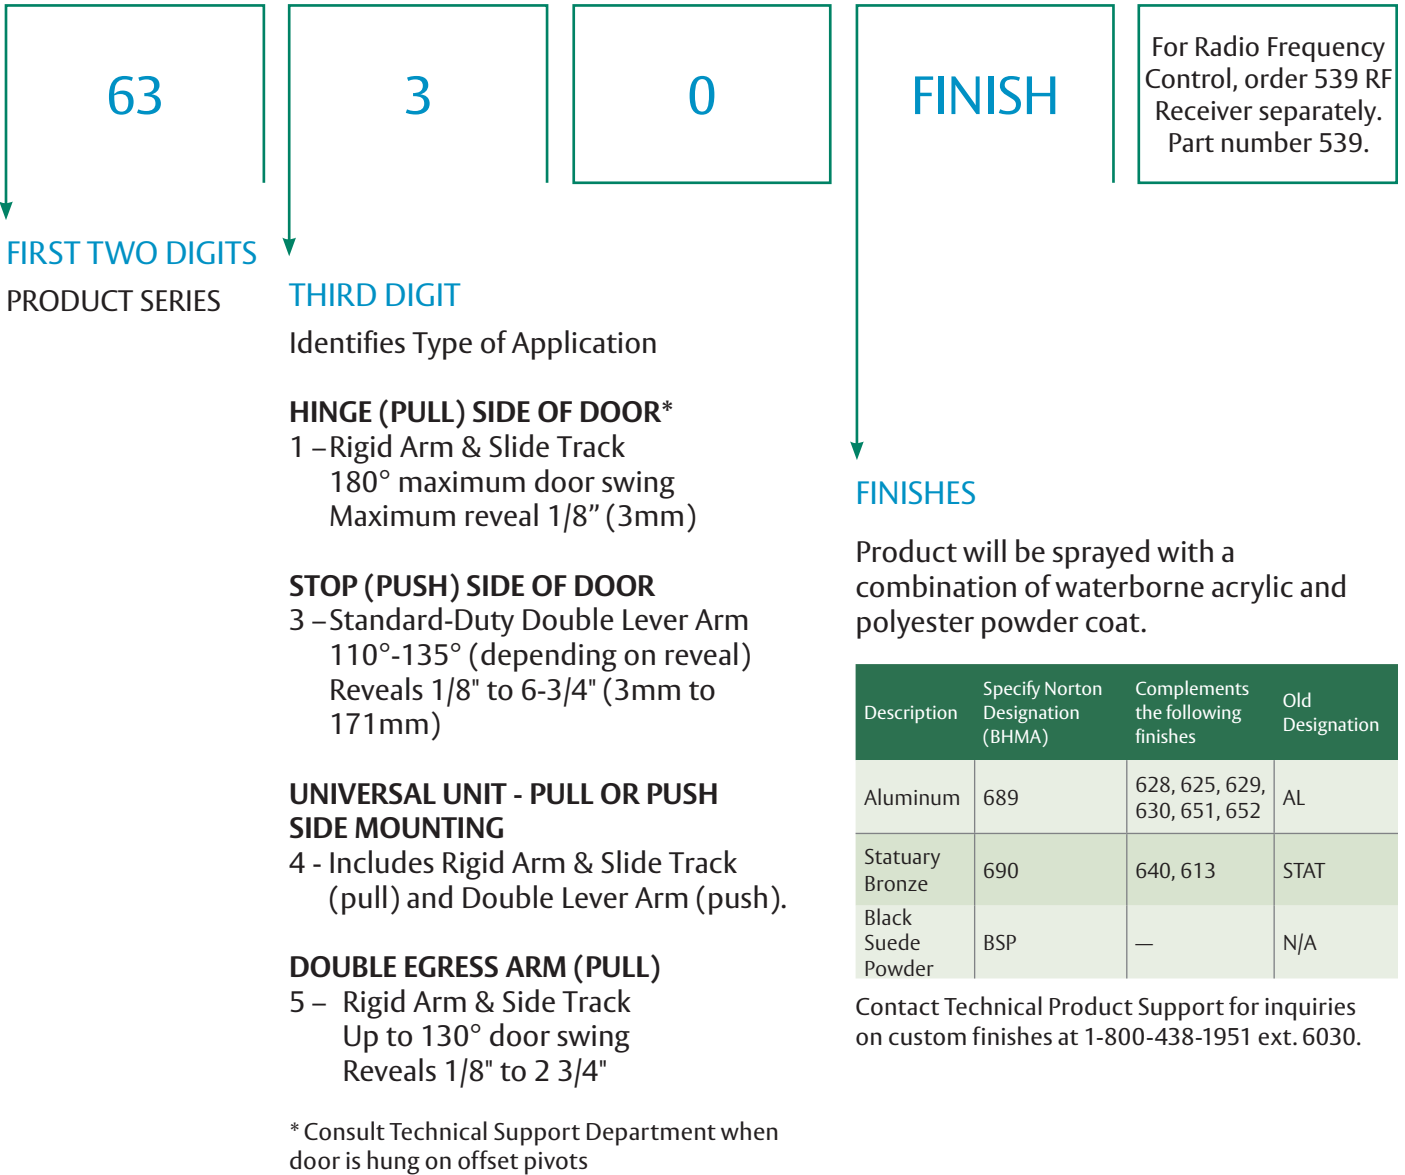 63
3
0
FINISH
For Radio Frequency
Control, order 539 RF
Receiver separately.
Part number 539.
FIRST TWO DIGITS
PRODUCT SERIES
THIRD DIGIT
Identifies Type of Application
HINGE (PULL) SIDE OF DOOR*
1 –Rigid Arm & Slide Track
180° maximum door swing
Maximum reveal 1/8” (3mm)
STOP (PUSH) SIDE OF DOOR
3 –Standard-Duty Double Lever Arm
110°-135° (depending on reveal)
Reveals 1/8" to 6-3/4" (3mm to
171mm)
UNIVERSAL UNIT - PULL OR PUSH
SIDE MOUNTING
4 - Includes Rigid Arm & Slide Track
(pull) and Double Lever Arm (push).
DOUBLE EGRESS ARM (PULL)
5 – Rigid Arm & Side Track
Up to 130° door swing
Reveals 1/8" to 2 3/4"
* Consult Technical Support Department when
door is hung on offset pivots
FINISHES
Product will be sprayed with a
combination of waterborne acrylic and
polyester powder coat.
Description
Specify Norton
Designation
(BHMA)
Complements
the following
finishes
Old
Designation
Aluminum
689
628, 625, 629,
630, 651, 652
AL
Statuary
Bronze
690
640, 613
STAT
Black
Suede
Powder
BSP
—
N/A
Contact Technical Product Support for inquiries
on custom finishes at 1-800-438-1951 ext. 6030.